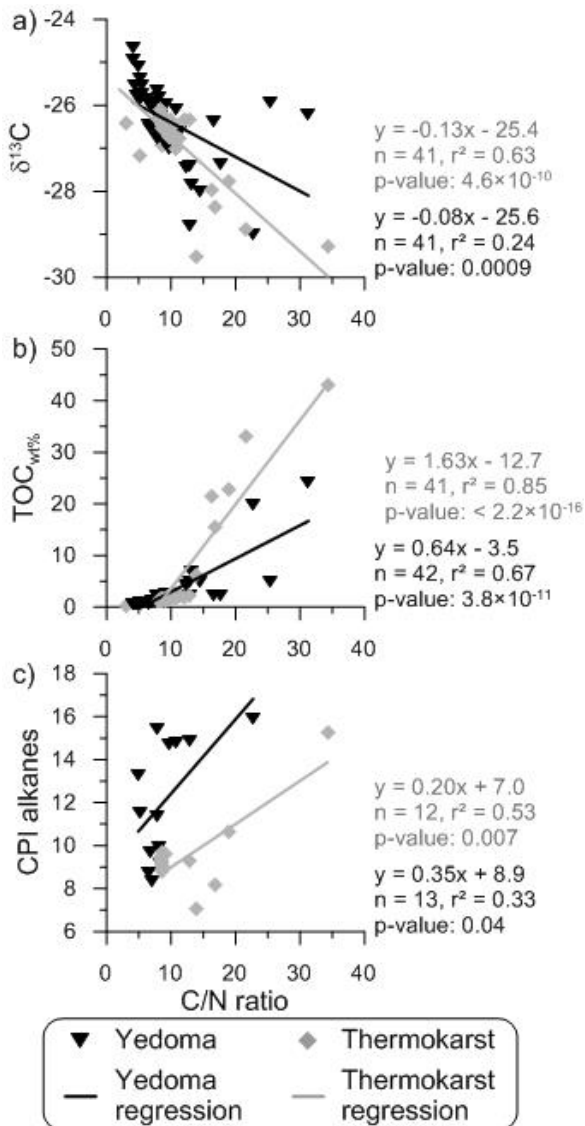 a)
-24
-26
-28
-30
δ¹³C
0 10 20 30 40
y = -0.13x - 25.4
n = 41, r² = 0.63
p-value: 4.6×10⁻¹⁰
y = -0.08x - 25.6
n = 41, r² = 0.24
p-value: 0.0009
b)
50
40
30
20
10
0
TOCwt%
0 10 20 30 40
y = 1.63x - 12.7
n = 41, r² = 0.85
p-value: < 2.2×10⁻¹⁶
y = 0.64x - 3.5
n = 42, r² = 0.67
p-value: 3.8×10⁻¹¹
c)
18
16
14
12
10
8
6
CPI alkanes
0 10 20 30 40
C/N ratio
y = 0.20x + 7.0
n = 12, r² = 0.53
p-value: 0.007
y = 0.35x + 8.9
n = 13, r² = 0.33
p-value: 0.04
Yedoma Thermokarst
Yedoma Thermokarst
regression regression